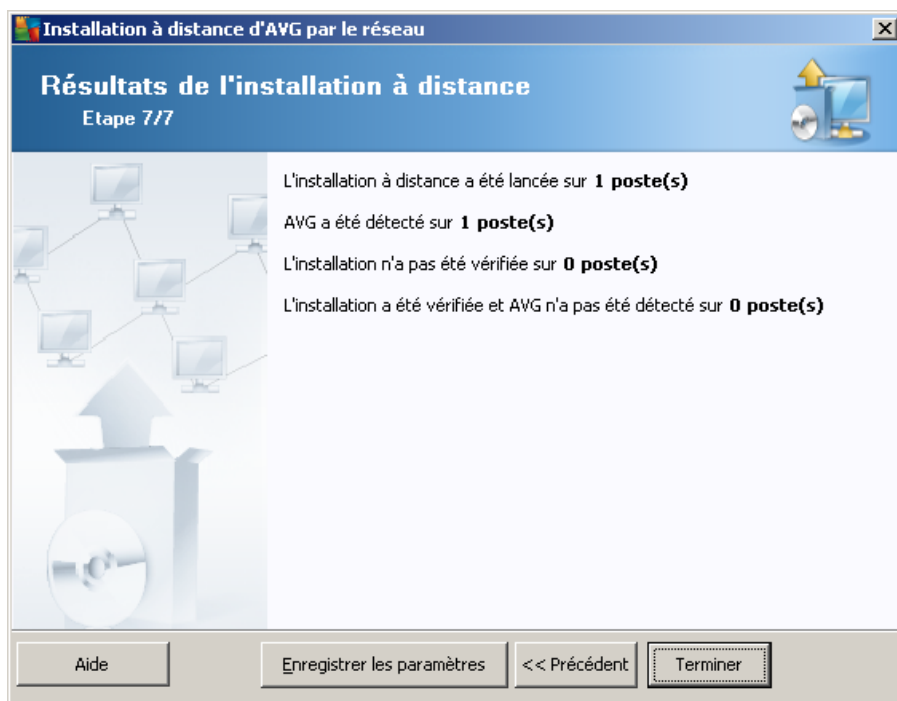 Installation à distance d'AVG par le réseau
Résultats de l'installation à distance
Etape 7/7
L'installation à distance a été lancée sur 1 poste(s)
AVG a été détecté sur 1 poste(s)
L'installation n'a pas été vérifiée sur 0 poste(s)
L'installation a été vérifiée et AVG n'a pas été détecté sur 0 poste(s)
Aide
Enregistrer les paramètres
<< Précédent
Terminer